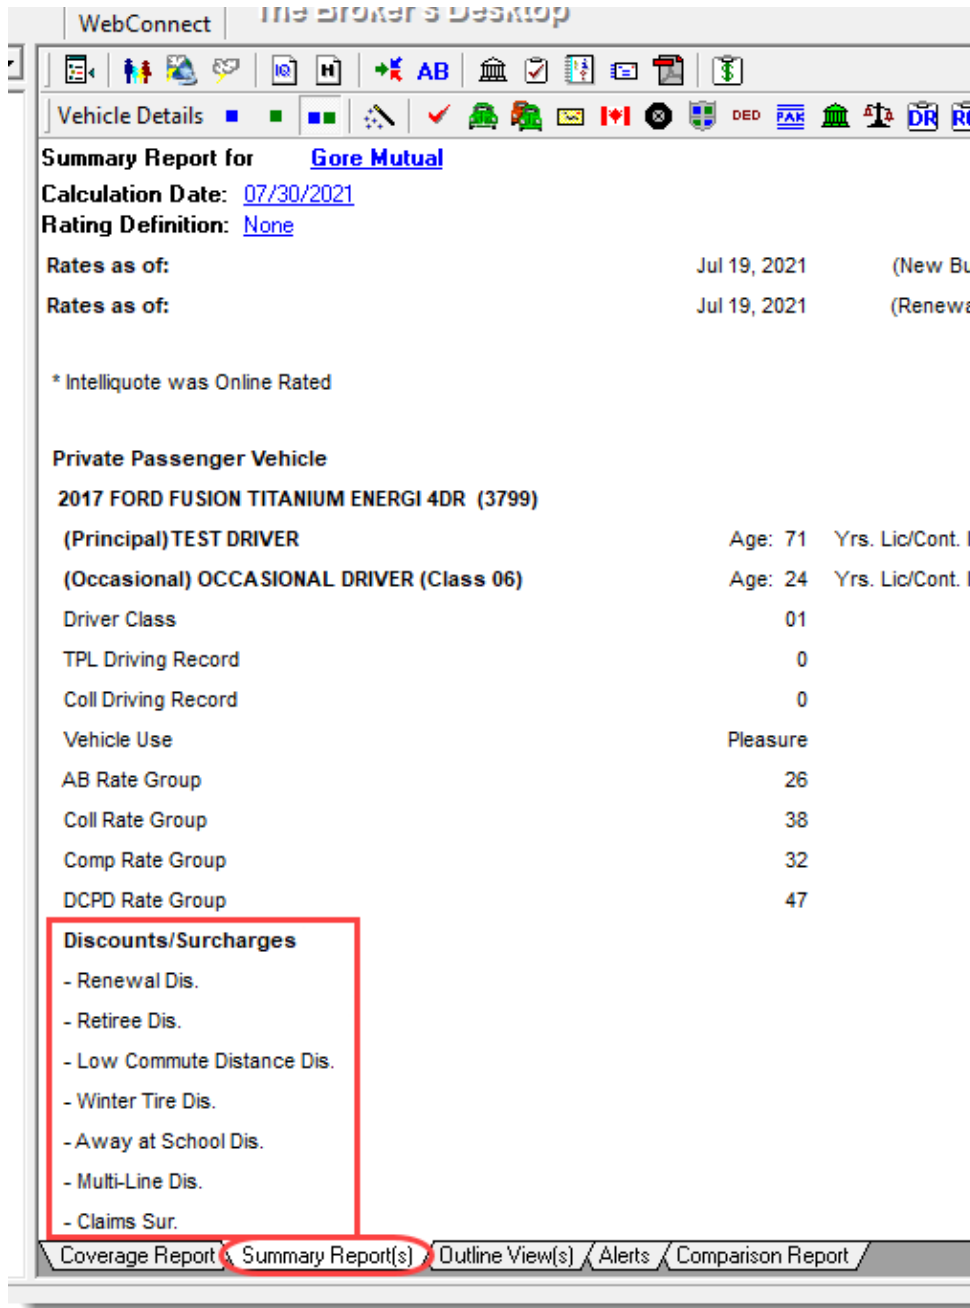 The Broker's Desktop
WebConnect
IQ H AB
Vehicle Details DED PAK DR
Summary Report for Gore Mutual
Calculation Date: 07/30/2021
Rating Definition: None
Rates as of: Jul 19, 2021 (New Bu
Rates as of: Jul 19, 2021 (Renewa
* Intelliquote was Online Rated
Private Passenger Vehicle
2017 FORD FUSION TITANIUM ENERGI 4DR (3799)
(Principal) TEST DRIVER Age: 71 Yrs. Lic/Cont.
(Occasional) OCCASIONAL DRIVER (Class 06) Age: 24 Yrs. Lic/Cont.
Driver Class 01
TPL Driving Record 0
Coll Driving Record 0
Vehicle Use Pleasure
AB Rate Group 26
Coll Rate Group 38
Comp Rate Group 32
DCPD Rate Group 47
Discounts/Surcharges
- Renewal Dis.
- Retiree Dis.
- Low Commute Distance Dis.
- Winter Tire Dis.
- Away at School Dis.
- Multi-Line Dis.
- Claims Sur.
Coverage Report Summary Report(s) Outline View(s) Alerts Comparison Report